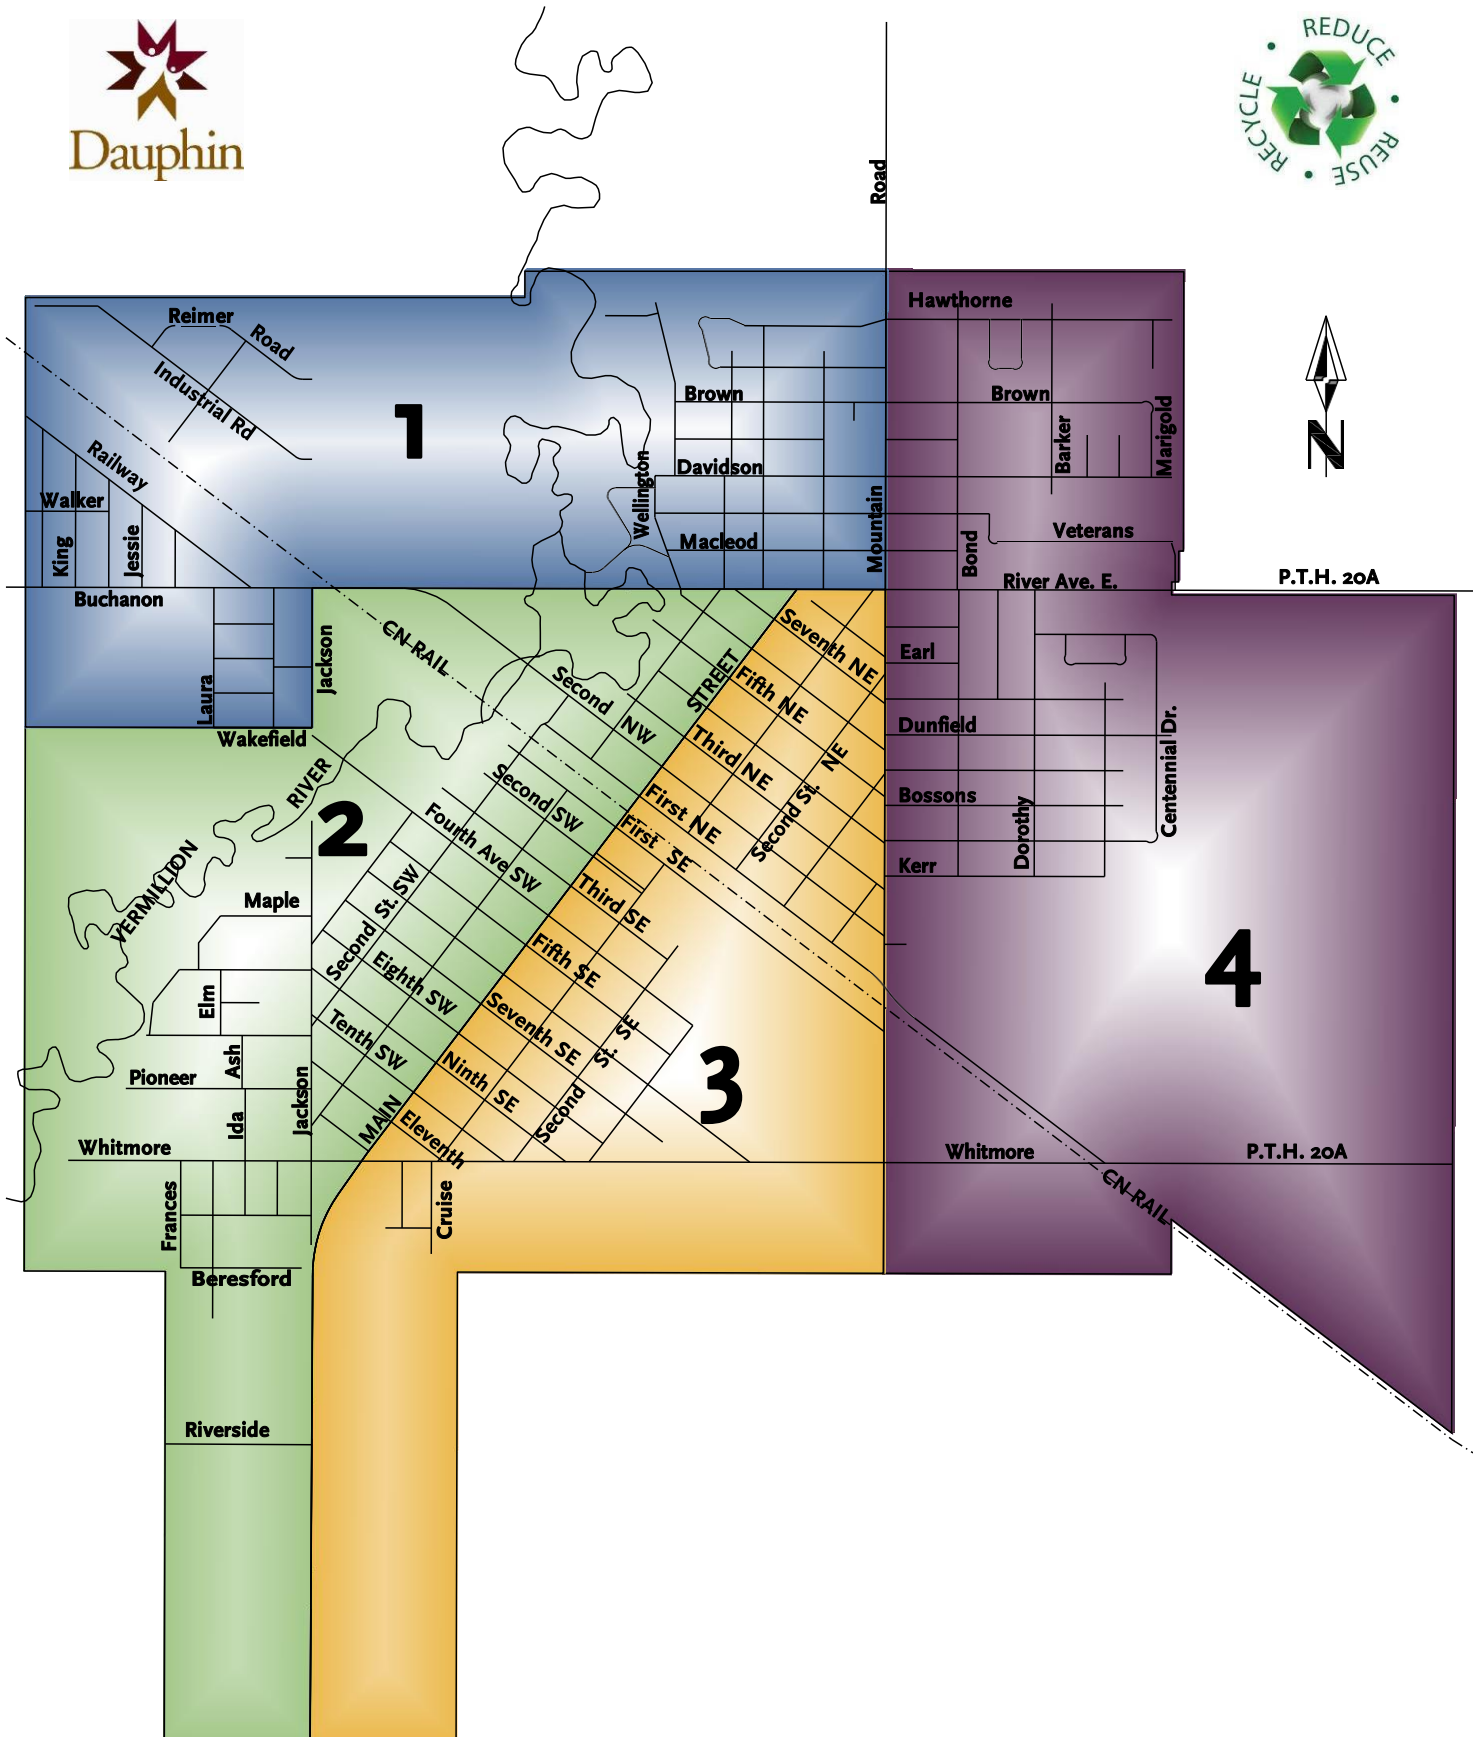 Dauphin
REDUCE
REUSE
RECYCLE
Road
Reimer
Road
Industrial Rd
Hawthorne
N
1
Brown
Brown
Barker
Marigold
Railway
Davidson
Walker
Wellington
King
Jessie
Macleod
Mountain
Bond
Veterans
River Ave. E.
P.T.H. 20A
Buchanon
CN RAIL
Jackson
Laura
Wakefield
STREET
Seventh NE
Earl
Second NW
Fifth NE
Third NE
Second St. NE
Dunfield
Centennial Dr.
RIVER
Second SW
First NE
Bossons
2
Fourth Ave SW
First SE
Dorothy
VERMILLION
Kerr
Maple
Second St. SW
Third SE
4
Eighth SW
Fifth SE
Elm
Seventh SE
Second St. SE
Tenth SW
Ash
Pioneer
Ninth SE
3
Jackson
Ida
MAIN
Eleventh
Whitmore
Whitmore
P.T.H. 20A
CN RAIL
Frances
Cruise
Beresford
Riverside